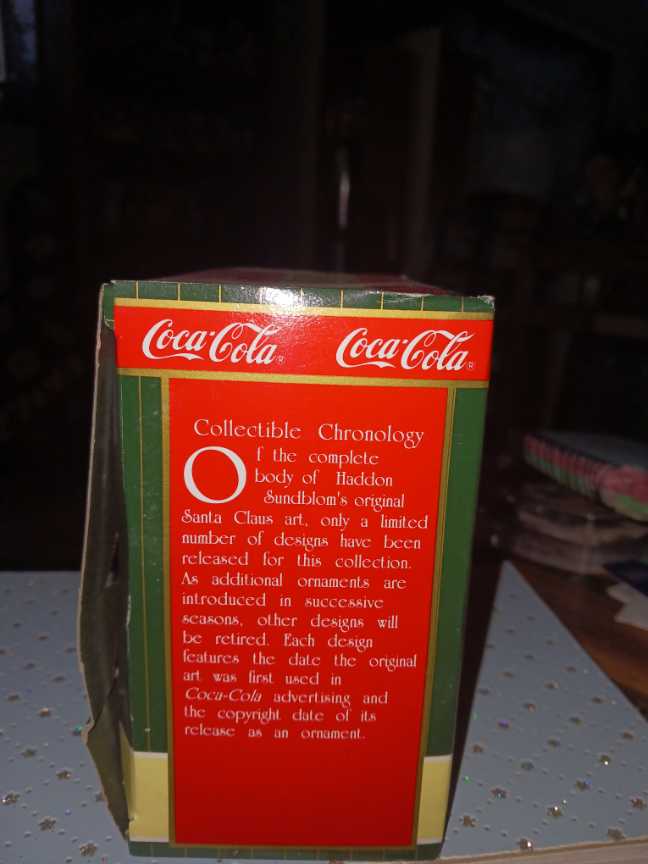 Coca-Cola® Coca-Cola®
Collectible Chronology
Of the complete
body of Haddon
Sundblom's original
Santa Claus art, only a limited
number of designs have been
released for this collection.
As additional ornaments are
introduced in successive
seasons, other designs will
be retired. Each design
features the date the original
art was first used in
Coca-Cola advertising and
the copyright date of its
release as an ornament.